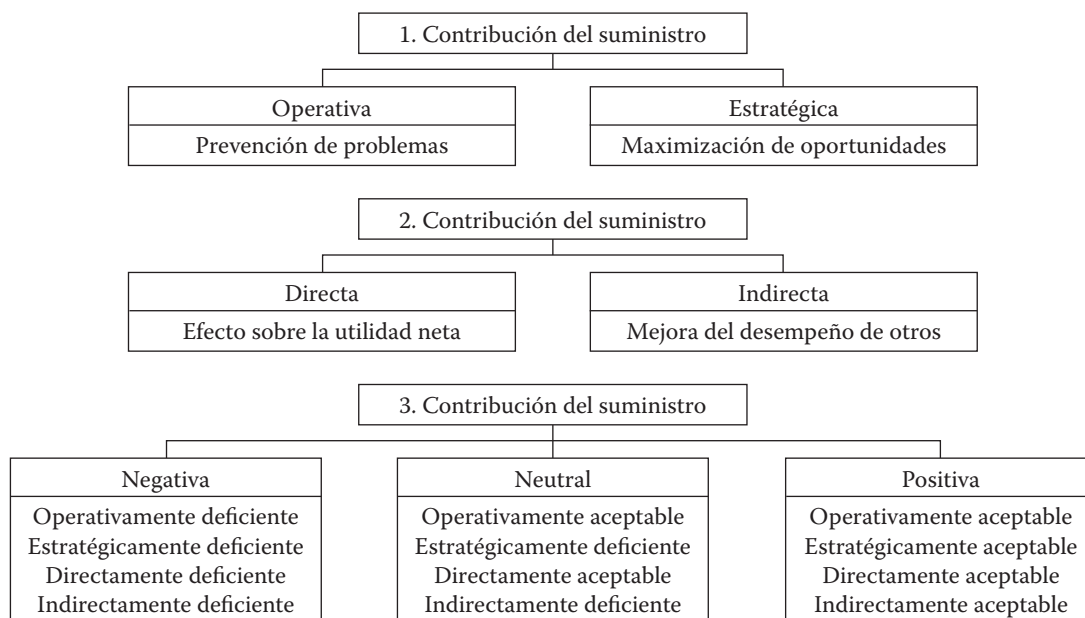 1. Contribución del suministro
Operativa
Prevención de problemas
Estratégica
Maximización de oportunidades
2. Contribución del suministro
Directa
Efecto sobre la utilidad neta
Indirecta
Mejora del desempeño de otros
3. Contribución del suministro
Negativa
Operativamente deficiente
Estratégicamente deficiente
Directamente deficiente
Indirectamente deficiente
Neutral
Operativamente aceptable
Estratégicamente deficiente
Directamente aceptable
Indirectamente deficiente
Positiva
Operativamente aceptable
Estratégicamente aceptable
Directamente aceptable
Indirectamente aceptable